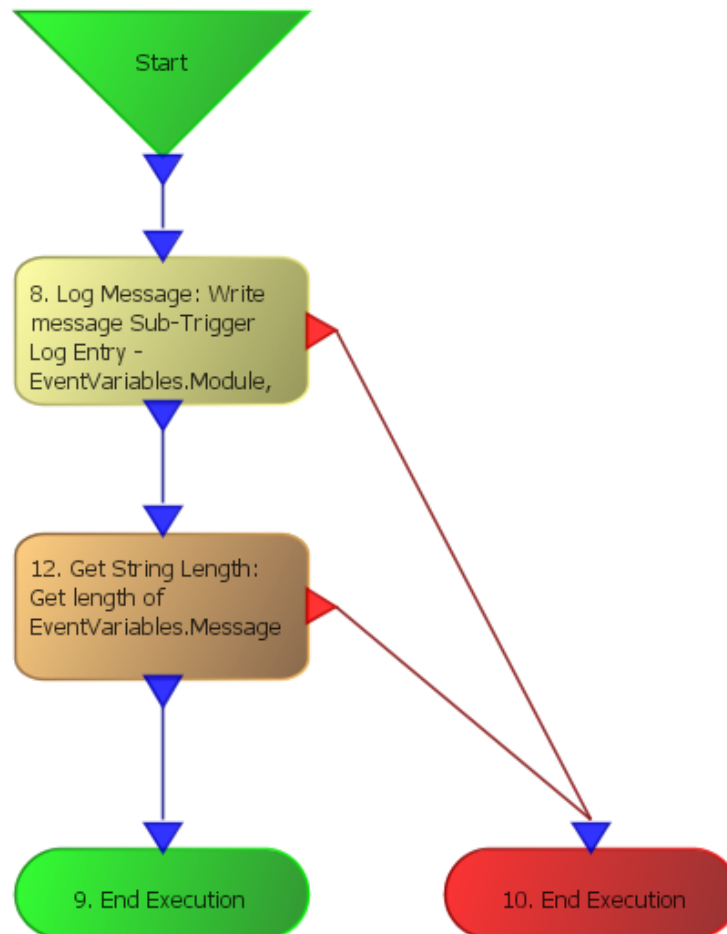 Start
8. Log Message: Write
message Sub-Trigger
Log Entry -
EventVariables.Module,
12. Get String Length:
Get length of
EventVariables.Message
9. End Execution
10. End Execution